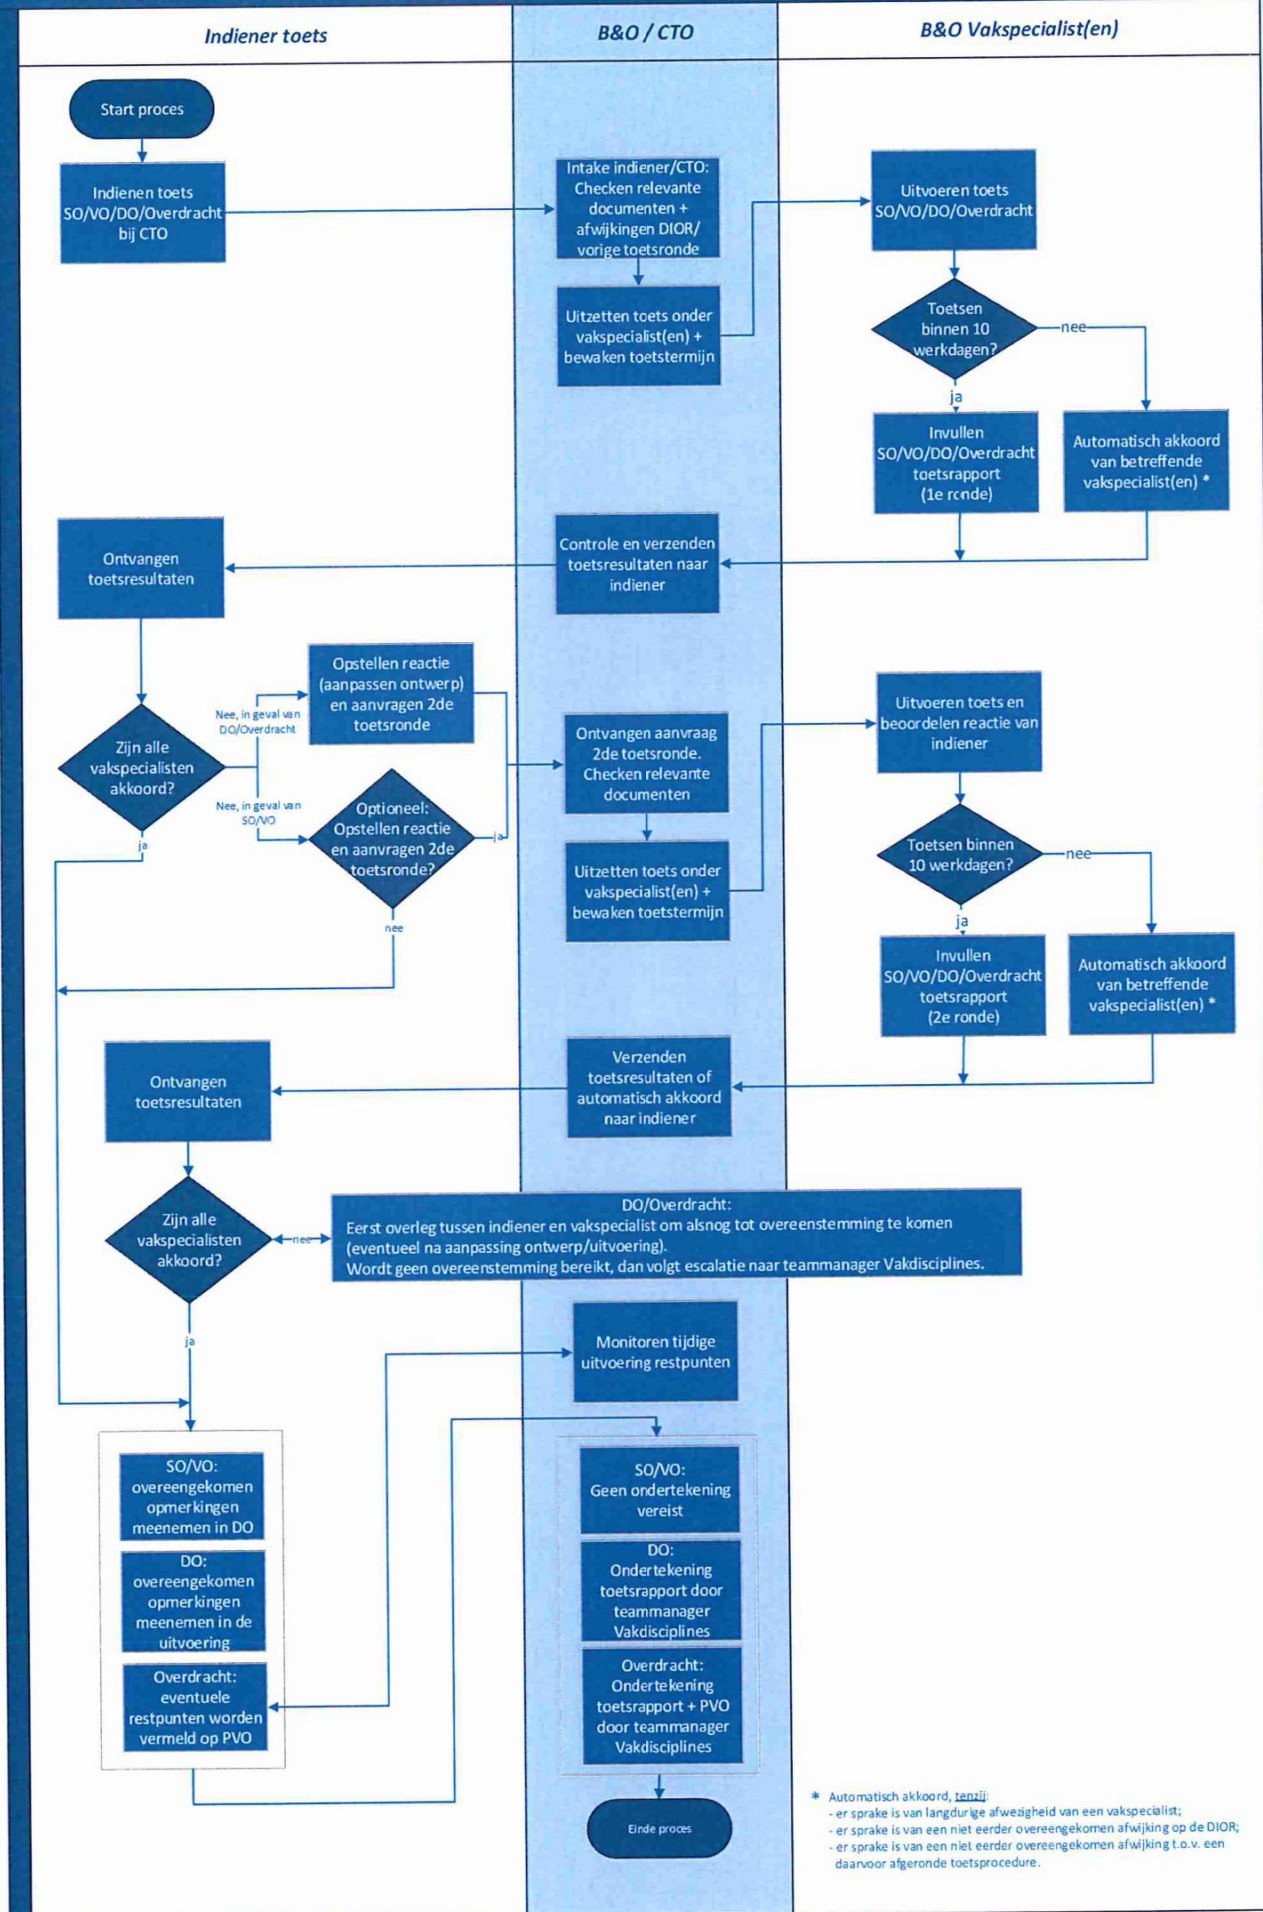 Indiener toets
B&O / CTO
B&O Vakspecialist(en)
Start proces
Indienen toets
SO/VO/DO/Overdracht
bij CTO
Intake indiener/CTO:
Checken relevante
documenten +
afwijkingen DIOR/
vorige toetsronde
Uitvoeren toets
SO/VO/DO/Overdracht
Uitzetten toets onder
vakspecialist(en) +
bewaken toetstermijn
Toetsen
binnen 10
werkdagen?
nee
ja
Invullen
SO/VO/DO/Overdracht
toetsrapport
(1e ronde)
Automatisch akkoord
van betreffende
vakspecialist(en) *
Controle en verzenden
toetsresultaten naar
indiener
Ontvangen
toetsresultaten
Opstellen reactie
(aanpassen ontwerp)
en aanvragen 2de
toetsronde
Nee, in geval van
DO/Overdracht
Zijn alle
vakspecialisten
akkoord?
Nee, in geval van
SO/VO
Optioneel:
Opstellen reactie
en aanvragen 2de
toetsronde?
ja
ja
nee
Ontvangen aanvraag
2de toetsronde.
Checken relevante
documenten
Uitzetten toets onder
vakspecialist(en) +
bewaken toetstermijn
Uitvoeren toets en
beoordelen reactie van
indiener
Toetsen binnen
10 werkdagen?
nee
ja
Invullen
SO/VO/DO/Overdracht
toetsrapport
(2e ronde)
Automatisch akkoord
van betreffende
vakspecialist(en) *
Verzenden
toetsresultaten of
automatisch akkoord
naar indiener
Ontvangen
toetsresultaten
Zijn alle
vakspecialisten
akkoord?
nee
DO/Overdracht:
Eerst overleg tussen indiener en vakspecialist om alsnog tot overeenstemming te komen
(eventueel na aanpassing ontwerp/uitvoering).
Wordt geen overeenstemming bereikt, dan volgt escalatie naar teammanager Vakdisciplines.
ja
Monitoren tijdige
uitvoering restpunten
SO/VO:
overeengekomen
opmerkingen
meenemen in DO
DO:
overeengekomen
opmerkingen
meenemen in de
uitvoering
Overdracht:
eventuele
restpunten worden
vermeld op PVO
SO/VO:
Geen ondertekening
vereist
DO:
Ondertekening
toetsrapport door
teammanager
Vakdisciplines
Overdracht:
Ondertekening
toetsrapport + PVO
door teammanager
Vakdisciplines
Einde proces
* Automatisch akkoord, tenzij:
- er sprake is van langdurige afwezigheid van een vakspecialist;
- er sprake is van een niet eerder overeengekomen afwijking op de DIOR;
- er sprake is van een niet eerder overeengekomen afwijking t.o.v. een
daarvoor afgeronde toetsprocedure.